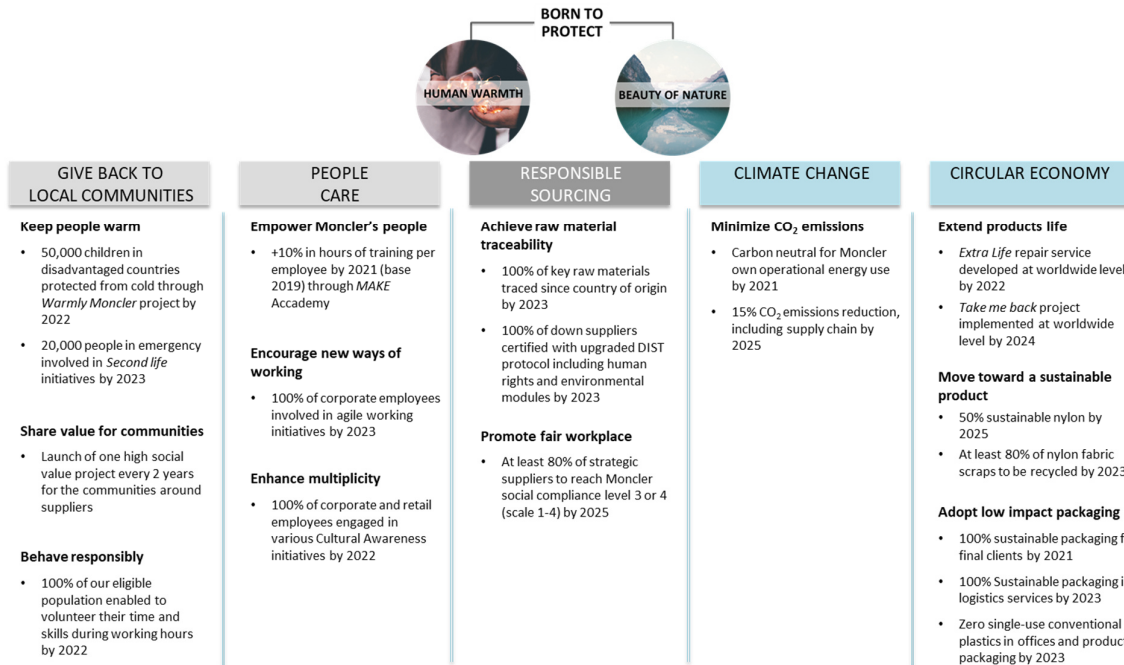 BORN TO
PROTECT
HUMAN WARMTH
BEAUTY OF NATURE
GIVE BACK TO
LOCAL COMMUNITIES
Keep people warm
• 50,000 children in
disadvantaged countries
protected from cold through
Warmly Moncler project by
2022
• 20,000 people in emergency
involved in Second life
initiatives by 2023
Share value for communities
• Launch of one high social
value project every 2 years
for the communities around
suppliers
Behave responsibly
• 100% of our eligible
population enabled to
volunteer their time and
skills during working hours
by 2022
PEOPLE
CARE
Empower Moncler's people
• +10% in hours of training per
employee by 2021 (base
2019) through MAKE
Accademy
Encourage new ways of
working
• 100% of corporate employees
involved in agile working
initiatives by 2023
Enhance multiplicity
• 100% of corporate and retail
employees engaged in
various Cultural Awareness
initiatives by 2022
RESPONSIBLE
SOURCING
Achieve raw material
traceability
• 100% of key raw materials
traced since country of origin
by 2023
• 100% of down suppliers
certified with upgraded DIST
protocol including human
rights and environmental
modules by 2023
Promote fair workplace
• At least 80% of strategic
suppliers to reach Moncler
social compliance level 3 or 4
(scale 1-4) by 2025
CLIMATE CHANGE
Minimize CO₂ emissions
• Carbon neutral for Moncler
own operational energy use
by 2021
• 15% CO₂ emissions reduction,
including supply chain by
2025
CIRCULAR ECONOMY
Extend products life
• Extra Life repair service
developed at worldwide level
by 2022
• Take me back project
implemented at worldwide
level by 2024
Move toward a sustainable
product
• 50% sustainable nylon by
2025
• At least 80% of nylon fabric
scraps to be recycled by 2023
Adopt low impact packaging
• 100% sustainable packaging
final clients by 2021
• 100% Sustainable packaging
logistics services by 2023
• Zero single-use conventional
plastics in offices and product
packaging by 2023